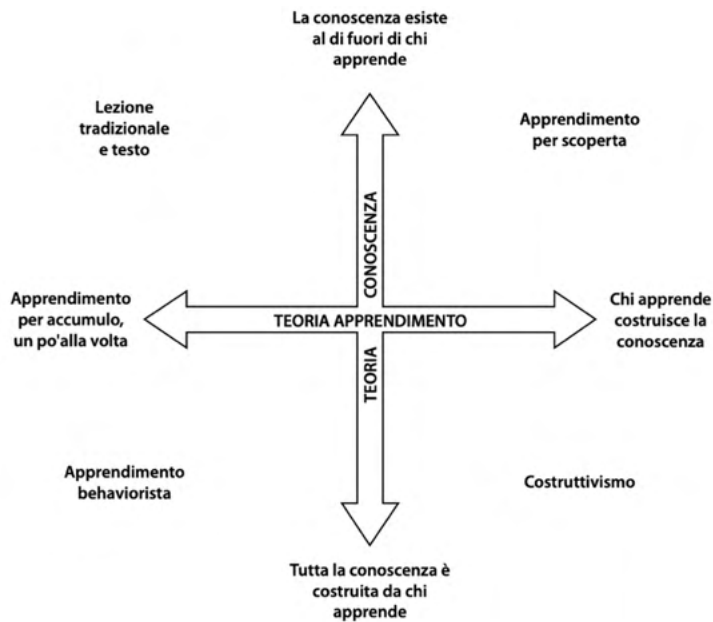 La conoscenza esiste
al di fuori di chi
apprende
Lezione
tradizionale
e testo
Apprendimento
per scoperta
CONOSCENZA
Apprendimento
per accumulo,
un po'alla volta
TEORIA APPRENDIMENTO
Chi apprende
costruisce la
conoscenza
TEORIA
Apprendimento
behaviorista
Costruttivismo
Tutta la conoscenza è
costruita da chi
apprende